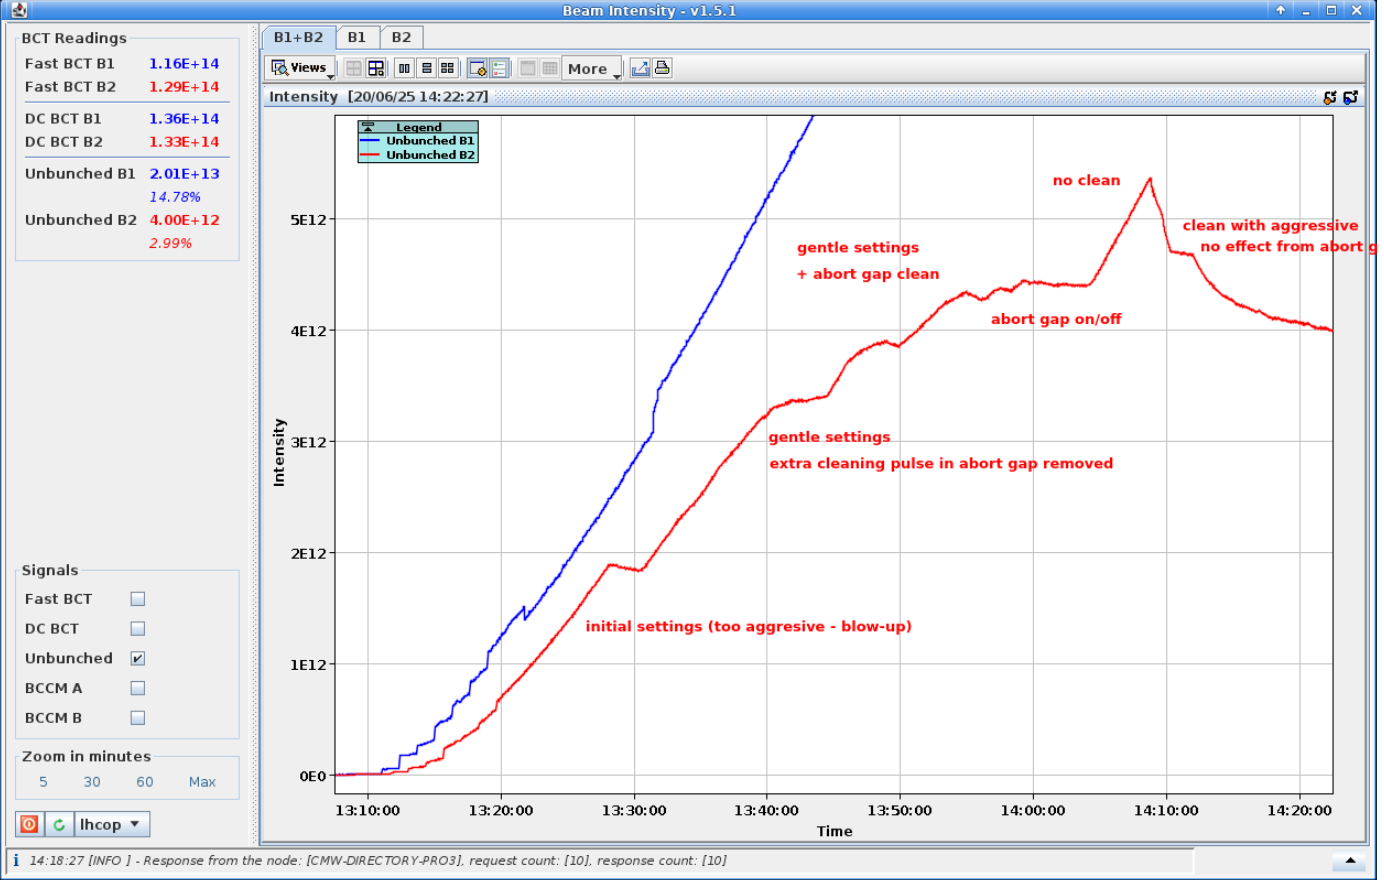 Beam Intensity - v1.5.1
BCT Readings
Fast BCT B1 1.16E+14
Fast BCT B2 1.29E+14
DC BCT B1 1.36E+14
DC BCT B2 1.33E+14
Unbunched B1 2.01E+13
14.78%
Unbunched B2 4.00E+12
2.99%
Signals
Fast BCT
DC BCT
Unbunched
BCCM A
BCCM B
Zoom in minutes
5 30 60 Max
lhcop
B1+B2 B1 B2
Views More
Intensity [20/06/25 14:22:27]
Legend
Unbunched B1
Unbunched B2
no clean
clean with aggressive
no effect from abort g
gentle settings
+ abort gap clean
abort gap on/off
gentle settings
extra cleaning pulse in abort gap removed
initial settings (too aggresive - blow-up)
Intensity
5E12
4E12
3E12
2E12
1E12
0E0
13:10:00 13:20:00 13:30:00 13:40:00 13:50:00 14:00:00 14:10:00 14:20:00
Time
14:18:27 [INFO ] - Response from the node: [CMW-DIRECTORY-PRO3], request count: [10], response count: [10]